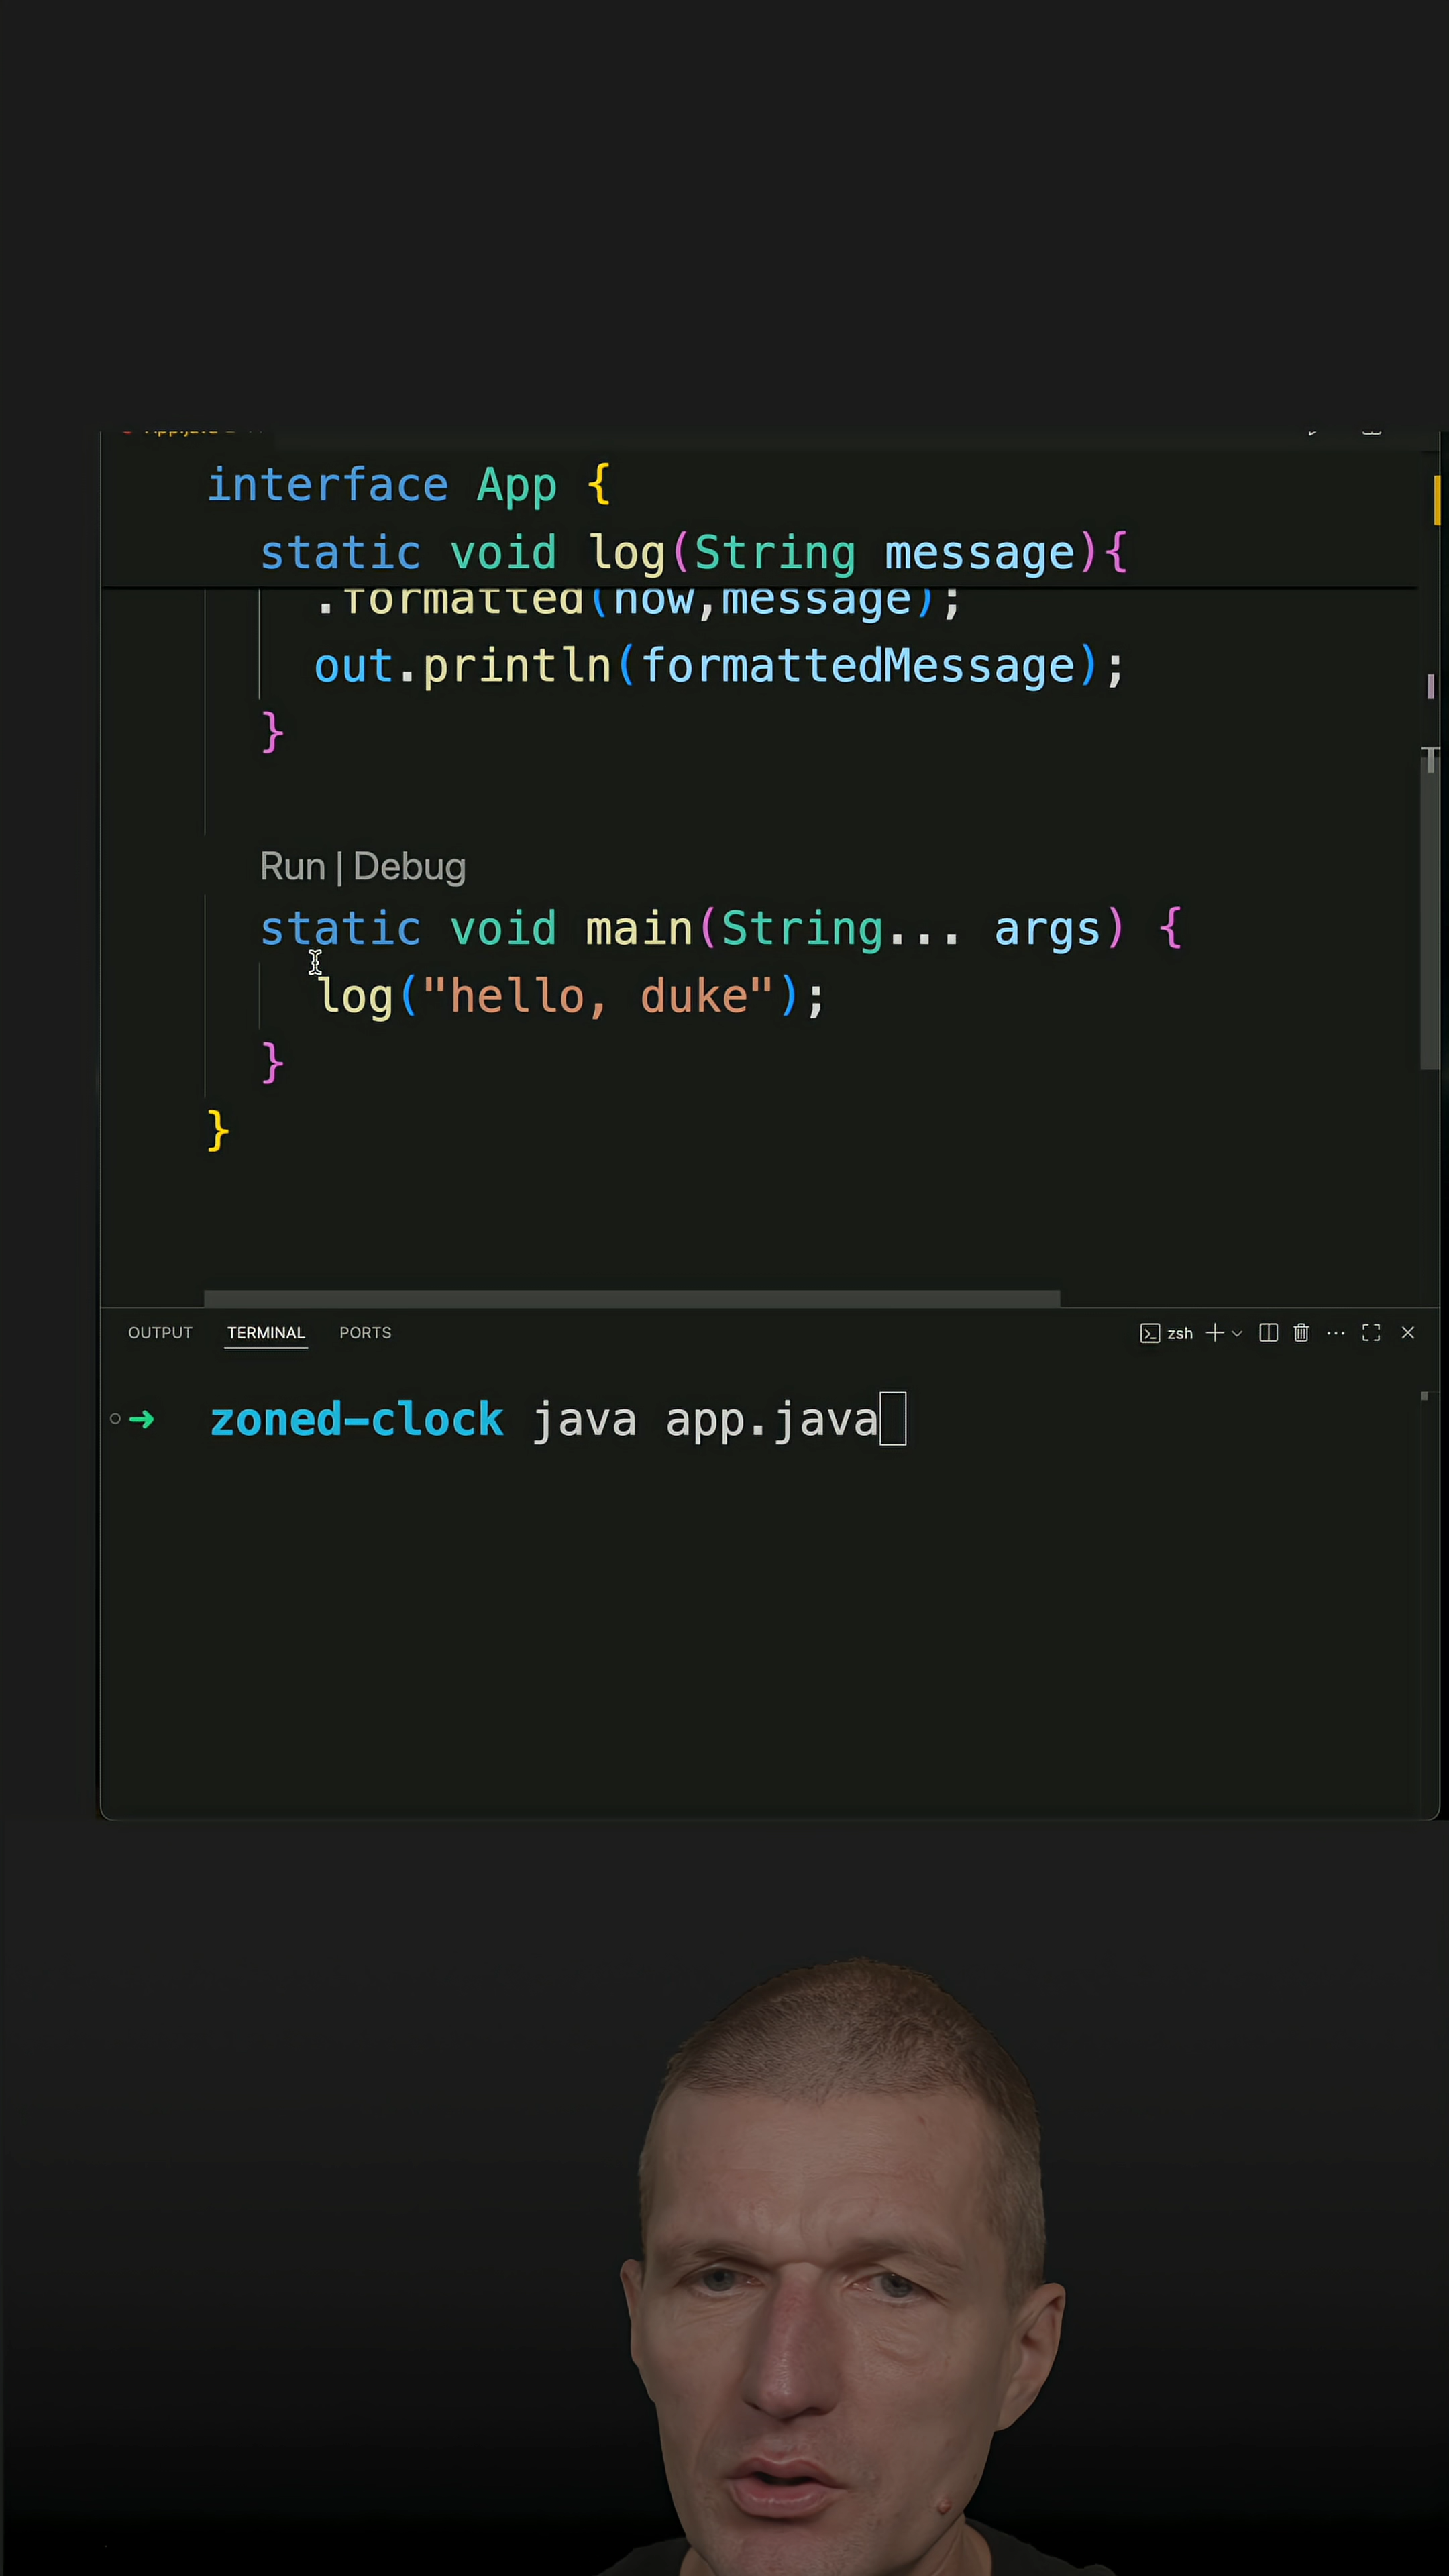 interface App {
static void log(String message){
.formatted(now,message);
out.println(formattedMessage);
}
Run | Debug
static void main(String... args) {
log("hello, duke");
}
}
OUTPUT TERMINAL PORTS zsh
zoned-clock java app.java